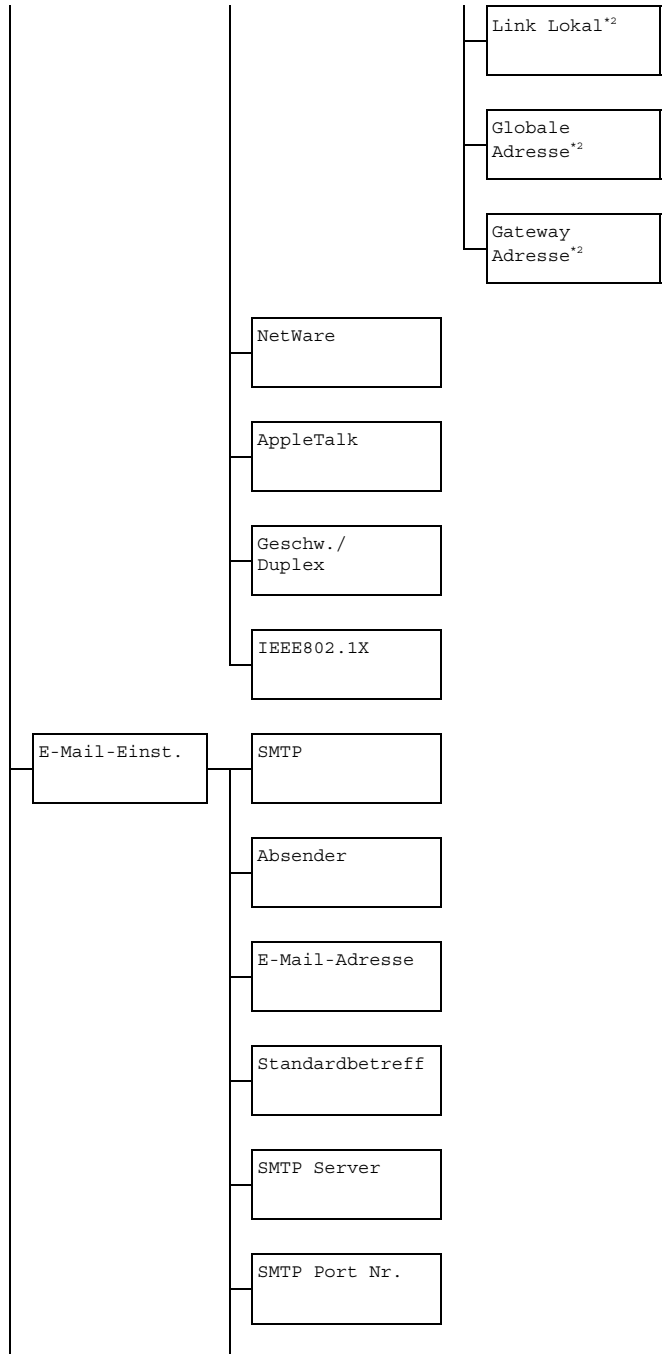 Link Lokal*2
Globale
Adresse*2
Gateway
Adresse*2
NetWare
AppleTalk
Geschw./
Duplex
IEEE802.1X
E-Mail-Einst.
SMTP
Absender
E-Mail-Adresse
Standardbetreff
SMTP Server
SMTP Port Nr.